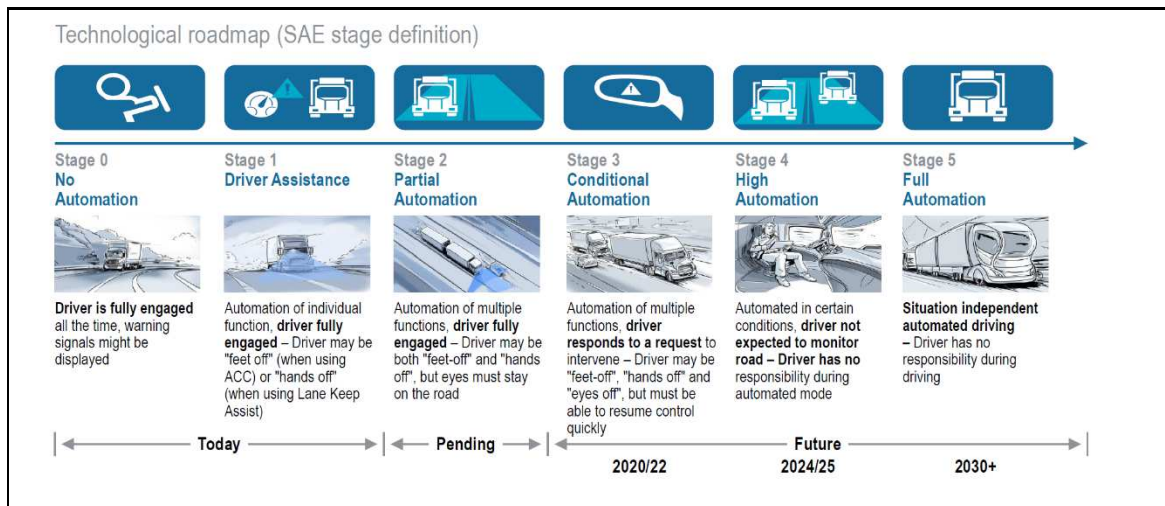 Technological roadmap (SAE stage definition)
Stage 0
No
Automation
Driver is fully engaged
all the time, warning
signals might be
displayed
Stage 1
Driver Assistance
Automation of individual
function, driver fully
engaged – Driver may be
"feet off" (when using
ACC) or "hands off"
(when using Lane Keep
Assist)
Stage 2
Partial
Automation
Automation of multiple
functions, driver fully
engaged – Driver may be
both "feet-off" and "hands
off", but eyes must stay
on the road
Stage 3
Conditional
Automation
Automation of multiple
functions, driver
responds to a request to
intervene – Driver may be
"feet-off", "hands off" and
"eyes off", but must be
able to resume control
quickly
Stage 4
High
Automation
Automated in certain
conditions, driver not
expected to monitor
road – Driver has no
responsibility during
automated mode
Stage 5
Full
Automation
Situation independent
automated driving
– Driver has no
responsibility during
driving
Today
Pending
Future
2020/22
2024/25
2030+